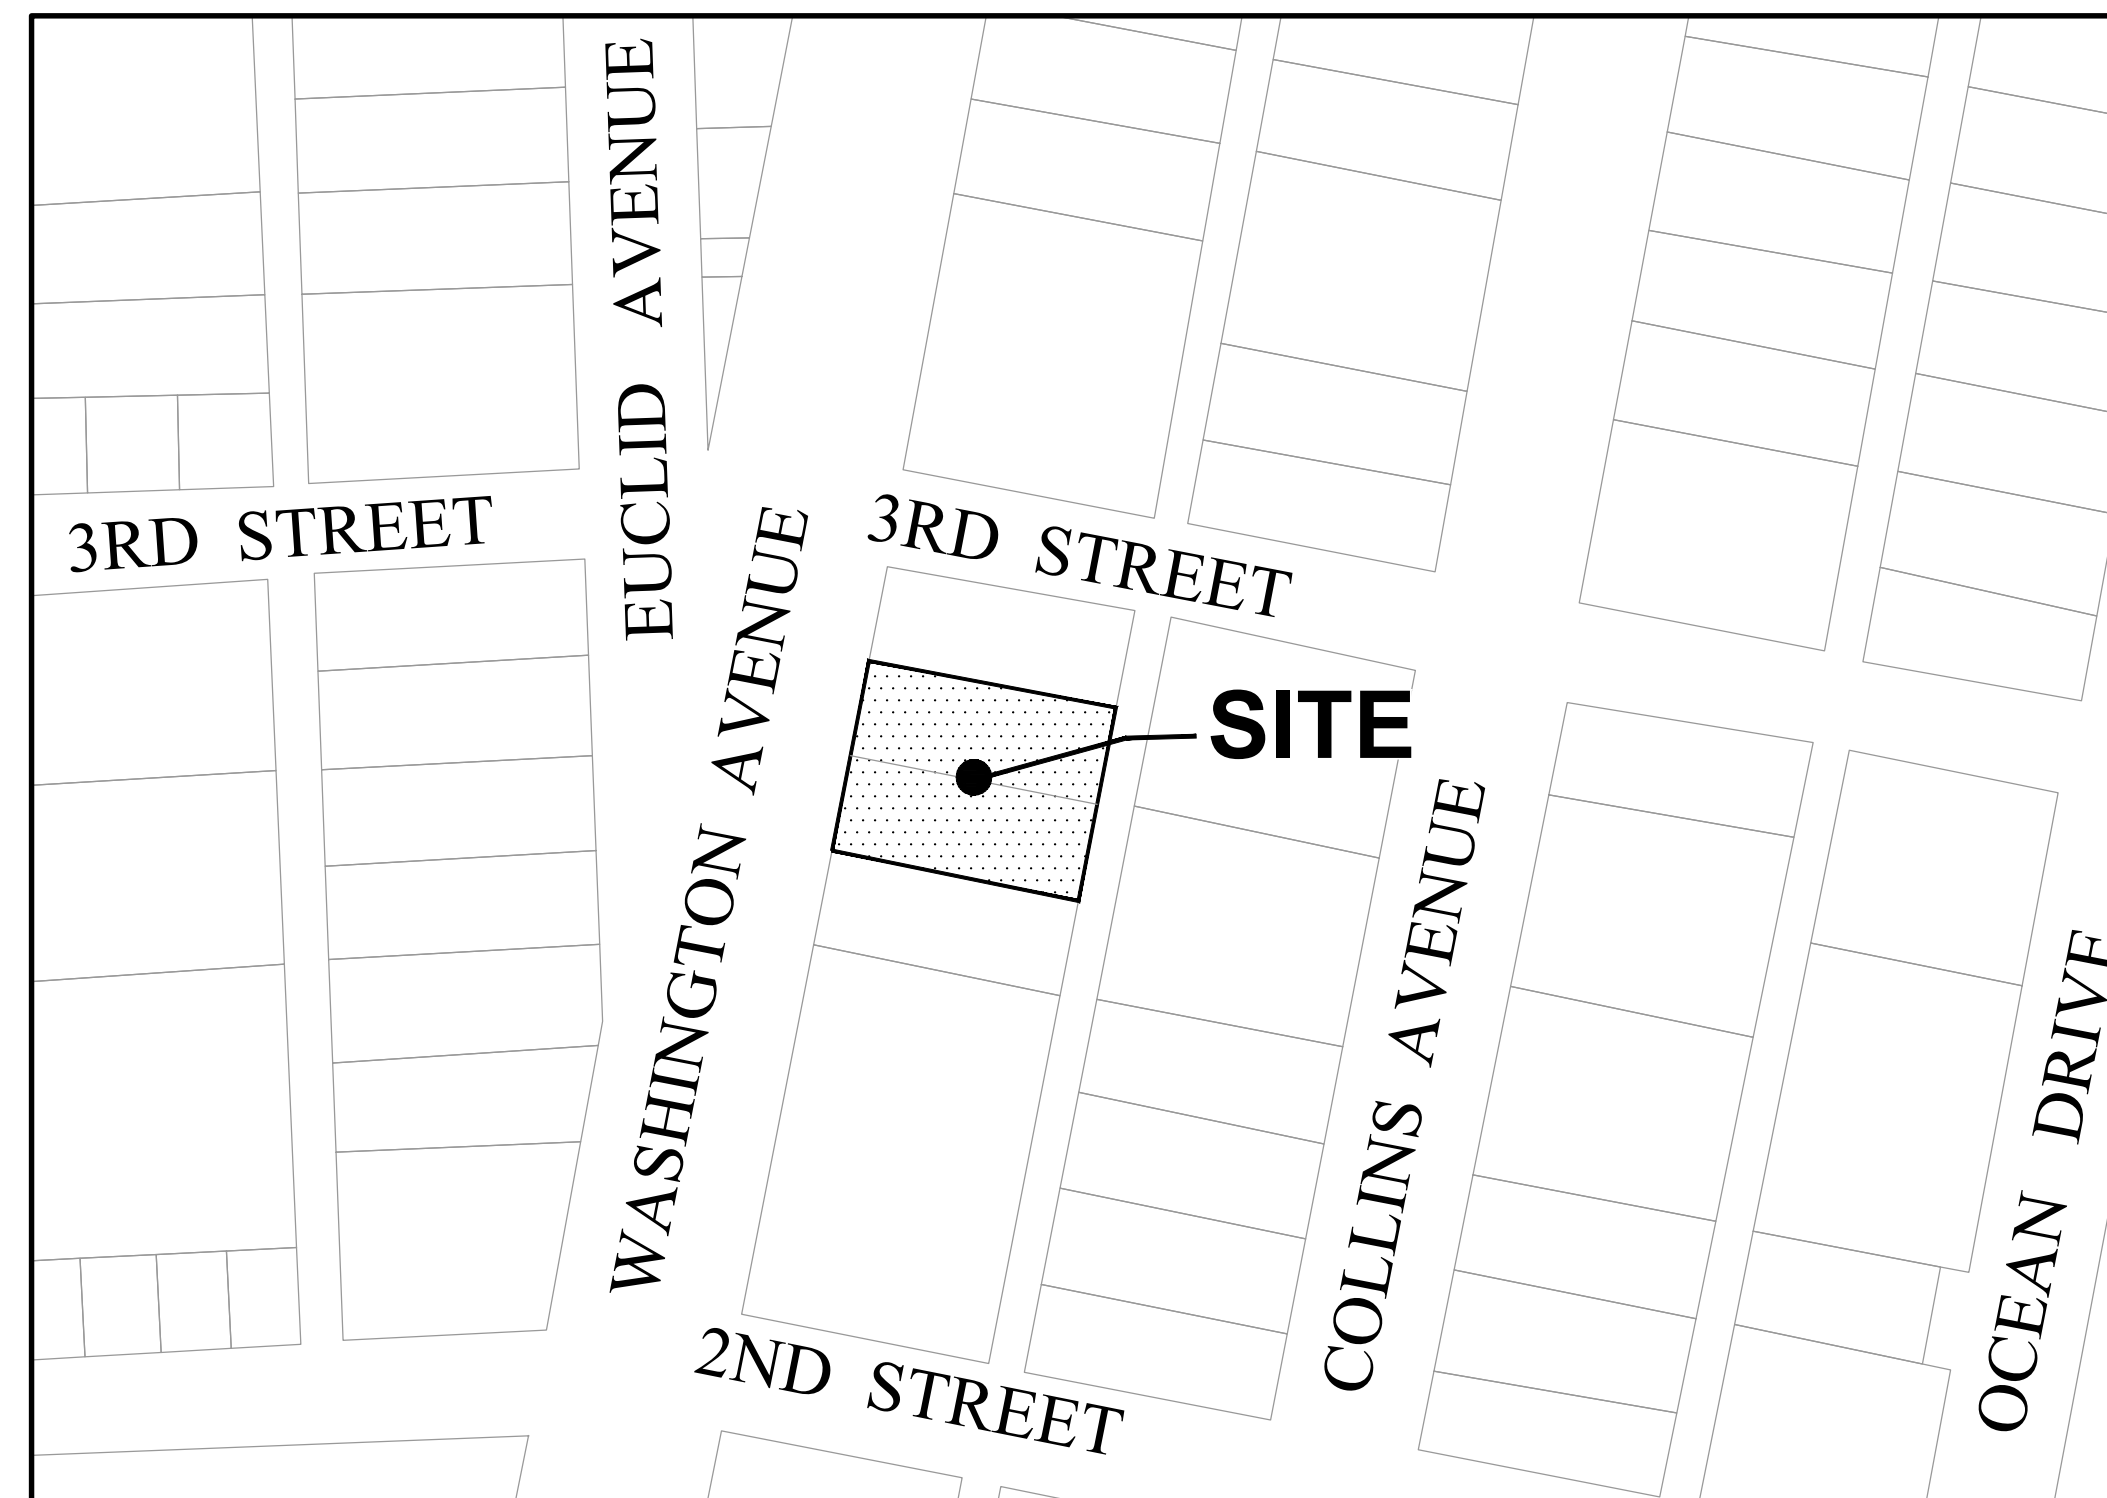 EUCLID AVENUE
3RD STREET
3RD STREET
WASHINGTON AVENUE
SITE
COLLINS AVENUE
OCEAN DRIVE
2ND STREET